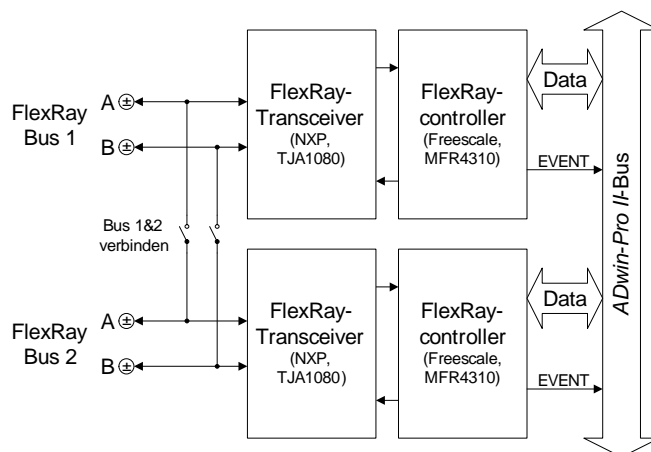 FlexRay
Bus 1
A ±
B ±
FlexRay-
Transceiver
(NXP,
TJA1080)
FlexRay-
controller
(Freescale,
MFR4310)
Data
EVENT
Bus 1&2
verbinden
FlexRay
Bus 2
A ±
B ±
FlexRay-
Transceiver
(NXP,
TJA1080)
FlexRay-
controller
(Freescale,
MFR4310)
Data
EVENT
ADwin-Pro II-Bus